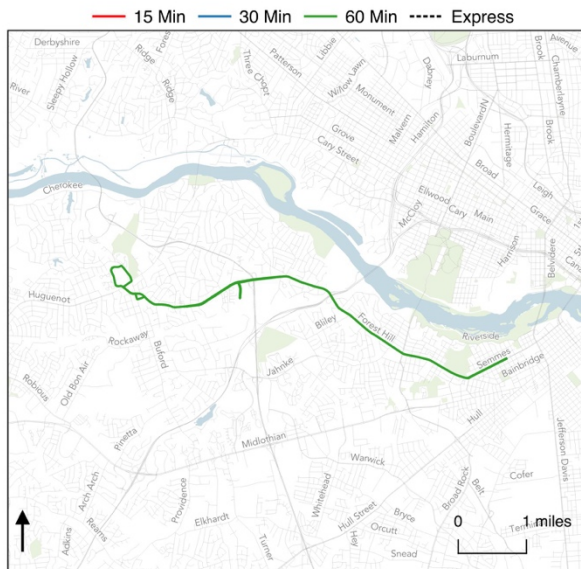 15 Min 30 Min 60 Min Express
Derbyshire
Sleepy Hollow
River
Ridge
Forest
Ridge
Three Chopt
Patterson
Libbie
Willow Lawn
Monument
Malvern
Hamilton
Dabney
Laburnum
BoulevardN
Hermitage
Brook
Chamberlayne
Brook
Avenue
Grove
Cary Street
Broad
Leigh
Grace
Ellwood
Cary
Main
McCloy
Harrison
Belvidere
Cherokee
Huguenot
Rockaway
Buford
Old Bon Air
Robious
Bliley
Forest Hill
Riverside
Semmes
Bainbridge
Jahnke
Hull
Jefferson Davis
Pinetta
Midlothian
Warwick
Arch Arch
Providence
Whitehead
Hull Street
Broad Rock
Belt
Cofer
Adkins
Reams
Elkhardt
Turner
Hey
Bryce
Orcutt
Snead
0 1 miles